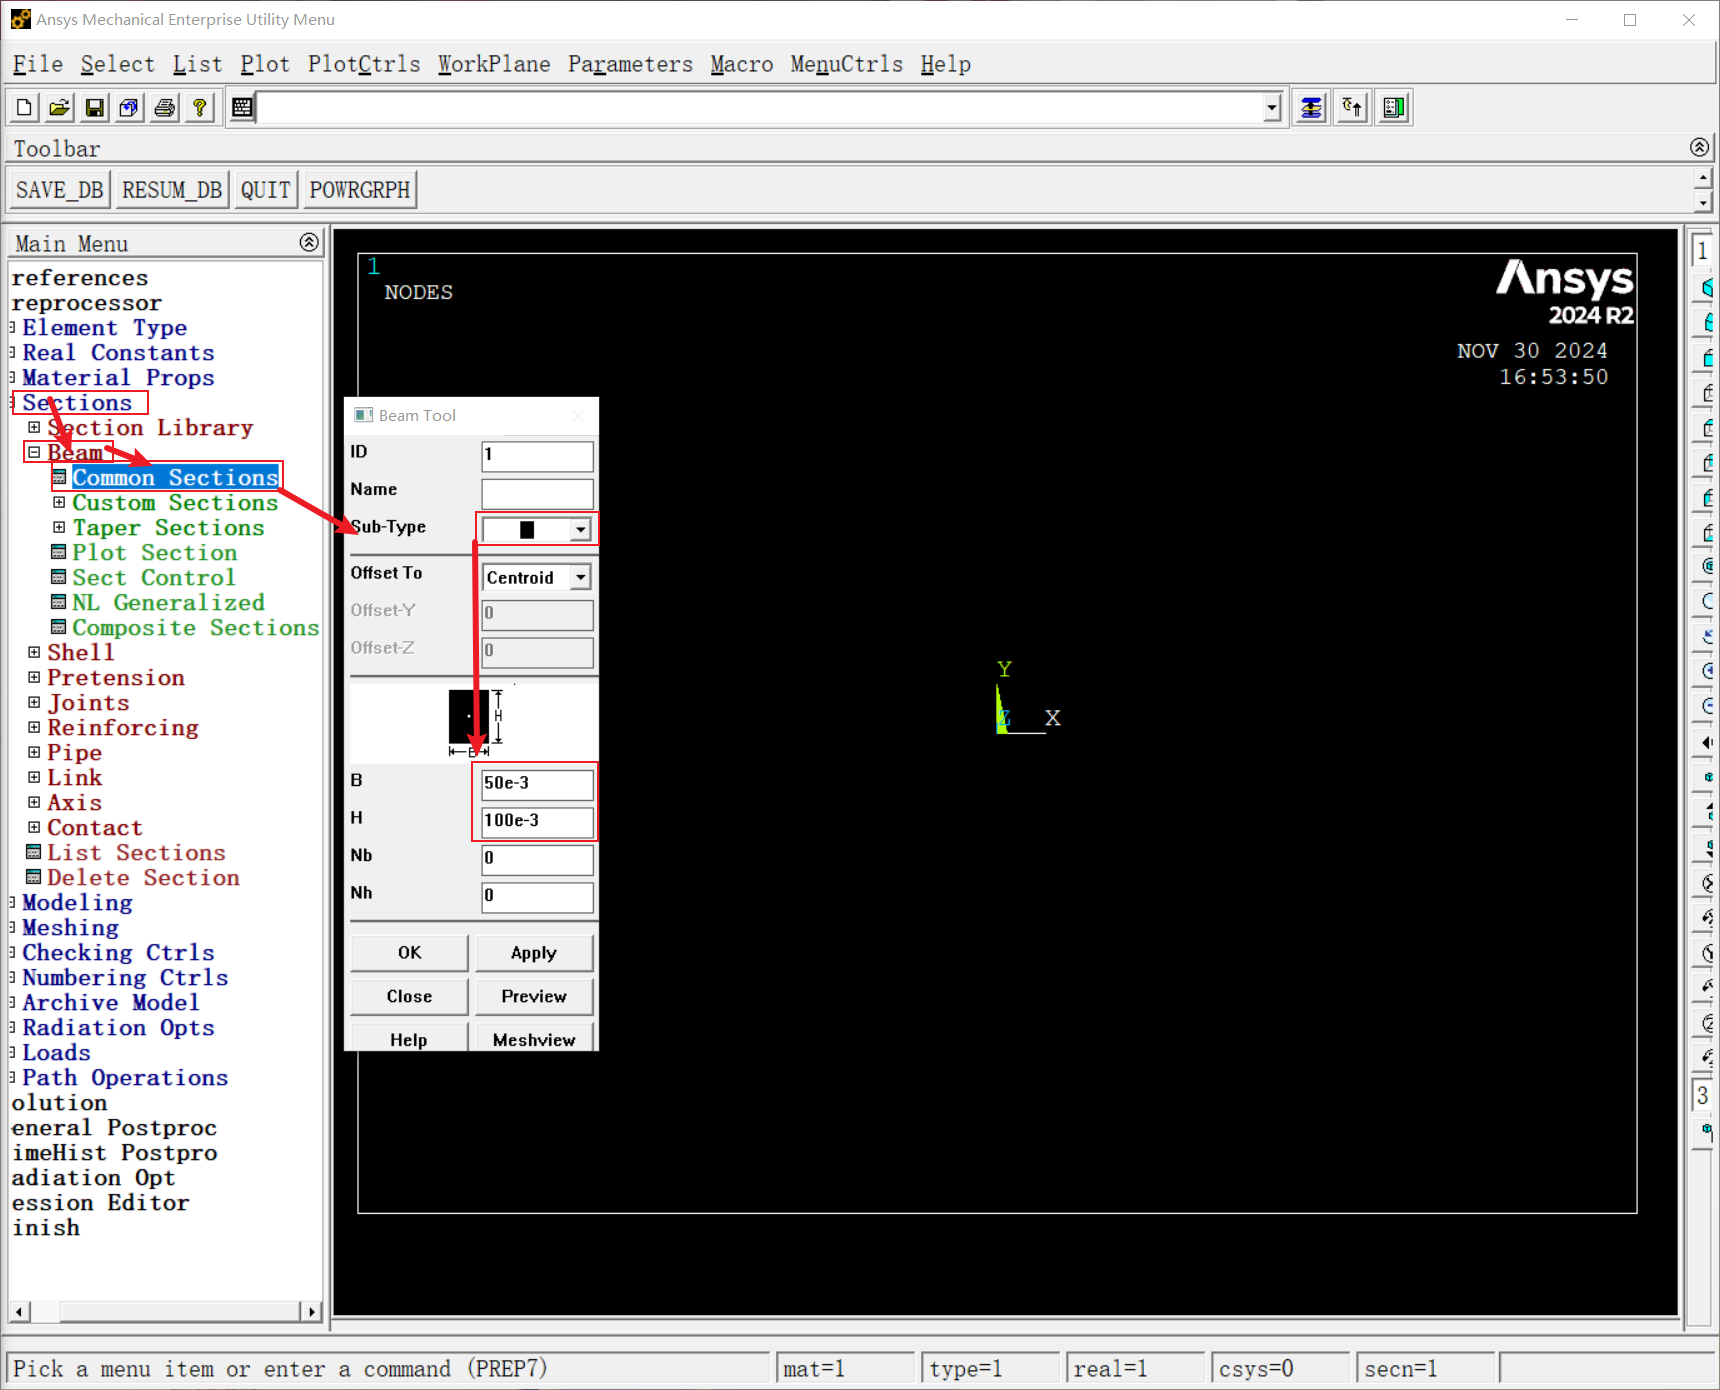 Ansys Mechanical Enterprise Utility Menu
File Select List Plot PlotCtrls WorkPlane Parameters Macro MenuCtrls Help
Toolbar
SAVE_DB RESUM_DB QUIT POWRGRPH
Main Menu
references
reprocessor
Element Type
Real Constants
Material Props
Sections
Section Library
Beam
Common Sections
Custom Sections
Taper Sections
Plot Section
Sect Control
NL Generalized
Composite Sections
Shell
Pretension
Joints
Reinforcing
Pipe
Link
Axis
Contact
List Sections
Delete Section
Modeling
Meshing
Checking Ctrls
Numbering Ctrls
Archive Model
Radiation Opts
Loads
Path Operations
olution
eneral Postproc
imeHist Postpro
adiation Opt
ession Editor
inish
Beam Tool
ID 1
Name
Sub-Type
Offset To Centroid
Offset-Y 0
Offset-Z 0
H
B
B 50e-3
H 100e-3
Nb 0
Nh 0
OK Apply
Close Preview
Help Meshview
1
NODES
Ansys
2024 R2
NOV 30 2024
16:53:50
Y
Z X
1
3
Pick a menu item or enter a command (PREP7) mat=1 type=1 real=1 csys=0 secn=1